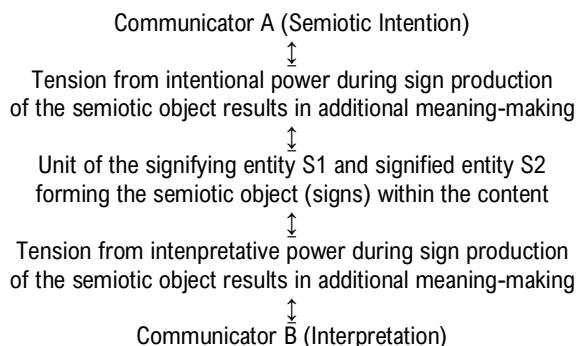 Communicator A (Semiotic Intention)
↕
Tension from intentional power during sign production
of the semiotic object results in additional meaning-making
↕
Unit of the signifying entity S1 and signified entity S2
forming the semiotic object (signs) within the content
↕
Tension from intenpretative power during sign production
of the semiotic object results in additional meaning-making
↕
Communicator B (Interpretation)